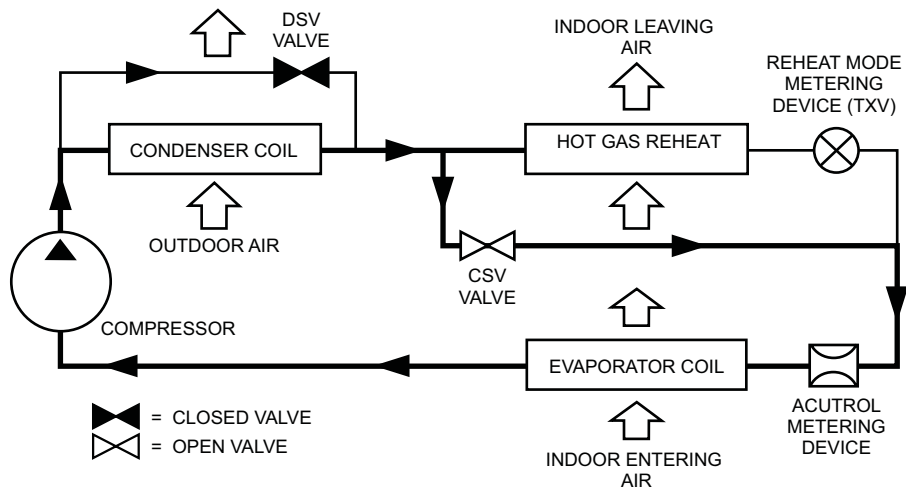 DSV
VALVE
INDOOR LEAVING
AIR
REHEAT MODE
METERING
DEVICE (TXV)
CONDENSER COIL
HOT GAS REHEAT
OUTDOOR AIR
CSV
VALVE
COMPRESSOR
EVAPORATOR COIL
ACUTROL
METERING
DEVICE
= CLOSED VALVE
= OPEN VALVE
INDOOR ENTERING
AIR